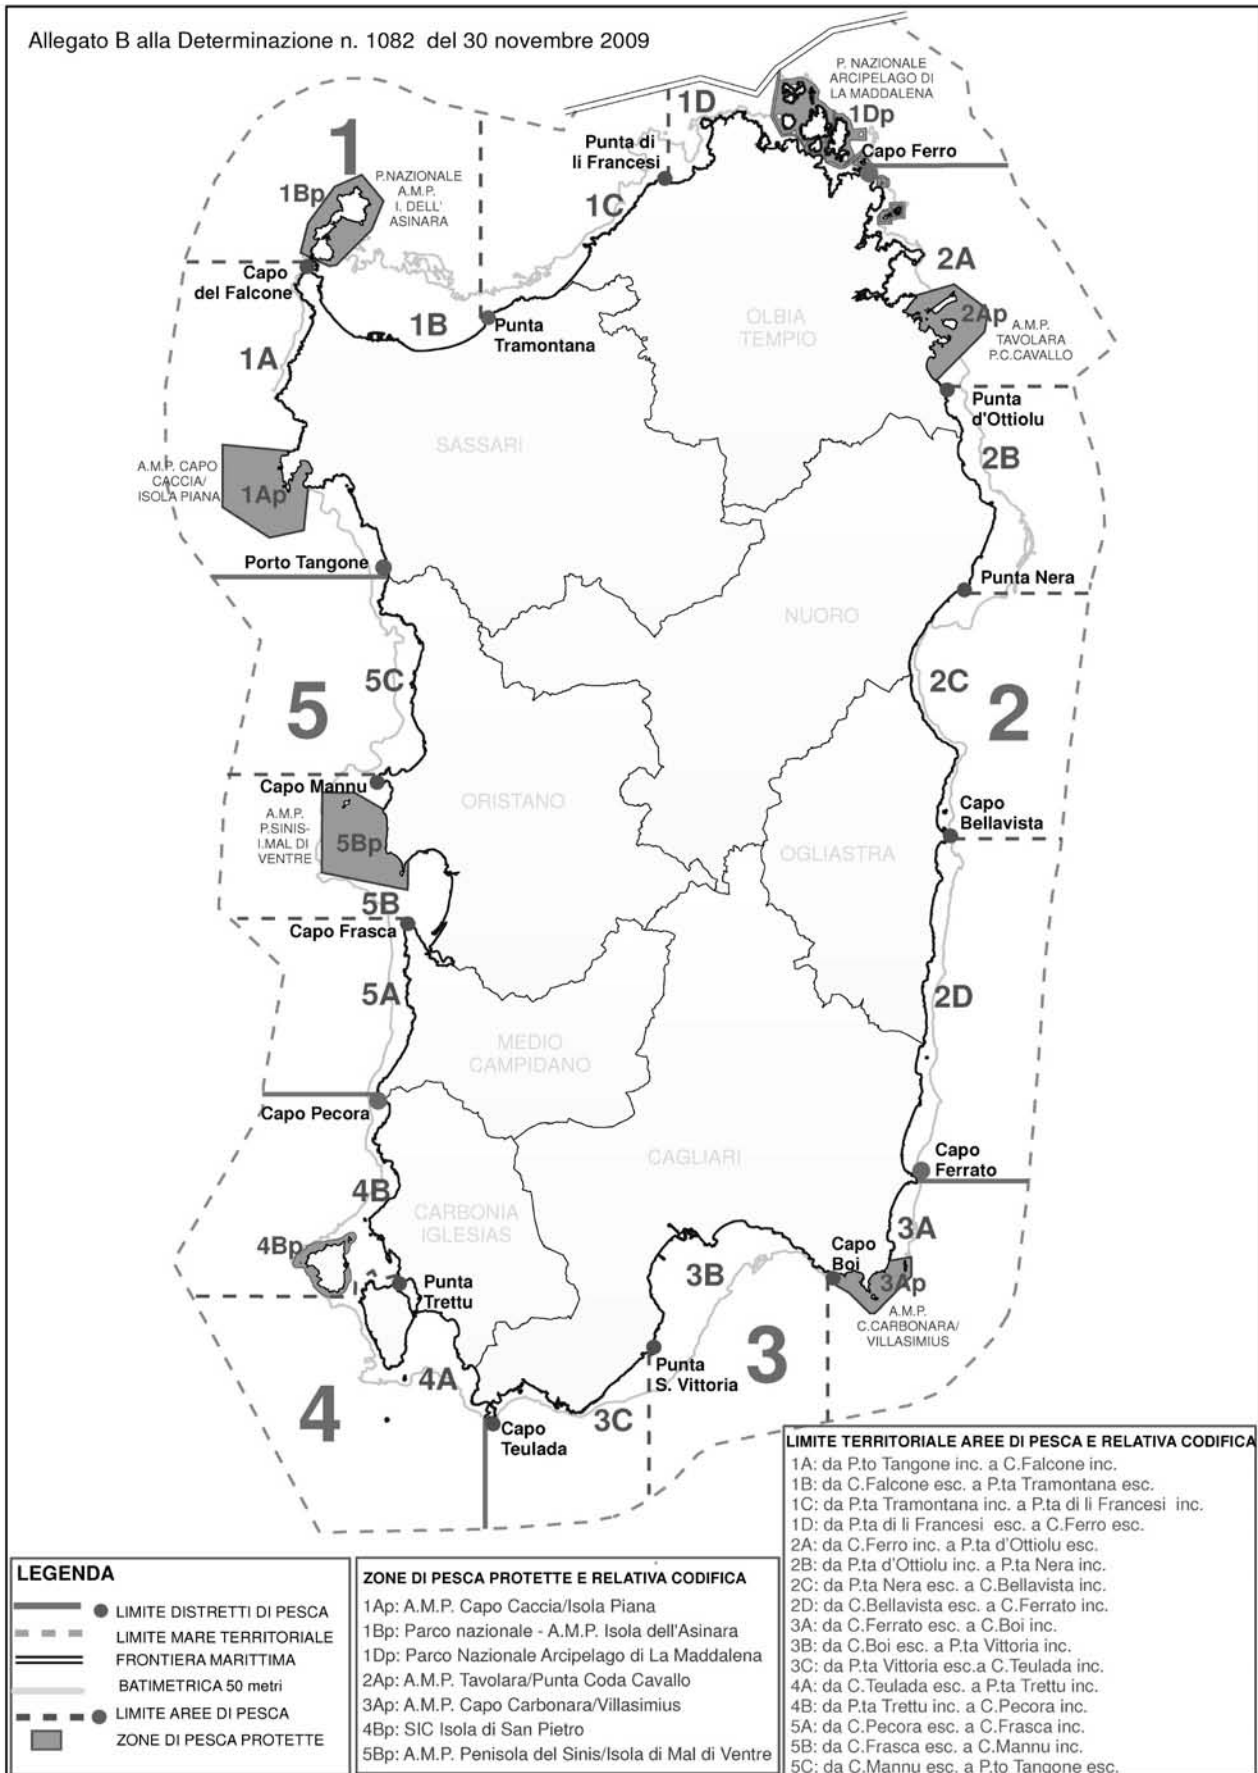 Allegato B alla Determinazione n. 1082 del 30 novembre 2009
P. NAZIONALE
ARCIPELAGO DI
LA MADDALENA
1D
1Dp
1
Punta di
li Francesi
Capo Ferro
1Bp
P.NAZIONALE
A.M.P.
I. DELL'
ASINARA
1C
Capo
del Falcone
2A
1B
Punta
Tramontana
OLBIA
TEMPIO
2Ap
A.M.P.
TAVOLARA
P.C.CAVALLO
1A
Punta
d'Ottiolu
SASSARI
2B
A.M.P. CAPO
CACCIA/
ISOLA PIANA
1Ap
Porto Tangone
Punta Nera
NUORO
5C
2C
5
2
Capo Mannu
ORISTANO
Capo
Bellavista
A.M.P.
P.SINIS-
I.MAL DI
VENTRE
5Bp
OGLIASTRA
5B
Capo Frasca
5A
2D
MEDIO
CAMPIDANO
Capo Pecora
CAGLIARI
Capo
Ferrato
4B
CARBONIA
IGLESIAS
3A
4Bp
Capo
Boi
3B
3Ap
Punta
Trettu
A.M.P.
C.CARBONARA/
VILLASIMIUS
3
Punta
S. Vittoria
4A
4
3C
Capo
Teulada
LEGENDA
LIMITE DISTRETTI DI PESCA
LIMITE MARE TERRITORIALE
FRONTIERA MARITTIMA
BATIMETRICA 50 metri
LIMITE AREE DI PESCA
ZONE DI PESCA PROTETTE
ZONE DI PESCA PROTETTE E RELATIVA CODIFICA
1Ap: A.M.P. Capo Caccia/Isola Piana
1Bp: Parco nazionale - A.M.P. Isola dell'Asinara
1Dp: Parco Nazionale Arcipelago di La Maddalena
2Ap: A.M.P. Tavolara/Punta Coda Cavallo
3Ap: A.M.P. Capo Carbonara/Villasimius
4Bp: SIC Isola di San Pietro
5Bp: A.M.P. Penisola del Sinis/Isola di Mal di Ventre
LIMITE TERRITORIALE AREE DI PESCA E RELATIVA CODIFICA
1A: da P.to Tangone inc. a C.Falcone inc.
1B: da C.Falcone esc. a P.ta Tramontana esc.
1C: da P.ta Tramontana inc. a P.ta di li Francesi inc.
1D: da P.ta di li Francesi esc. a C.Ferro esc.
2A: da C.Ferro inc. a P.ta d'Ottiolu esc.
2B: da P.ta d'Ottiolu inc. a P.ta Nera inc.
2C: da P.ta Nera esc. a C.Bellavista inc.
2D: da C.Bellavista esc. a C.Ferrato inc.
3A: da C.Ferrato esc. a C.Boi inc.
3B: da C.Boi esc. a P.ta Vittoria inc.
3C: da P.ta Vittoria esc.a C.Teulada inc.
4A: da C.Teulada esc. a P.ta Trettu inc.
4B: da P.ta Trettu inc. a C.Pecora inc.
5A: da C.Pecora esc. a C.Frasca inc.
5B: da C.Frasca esc. a C.Mannu inc.
5C: da C.Mannu esc. a P.to Tangone esc.